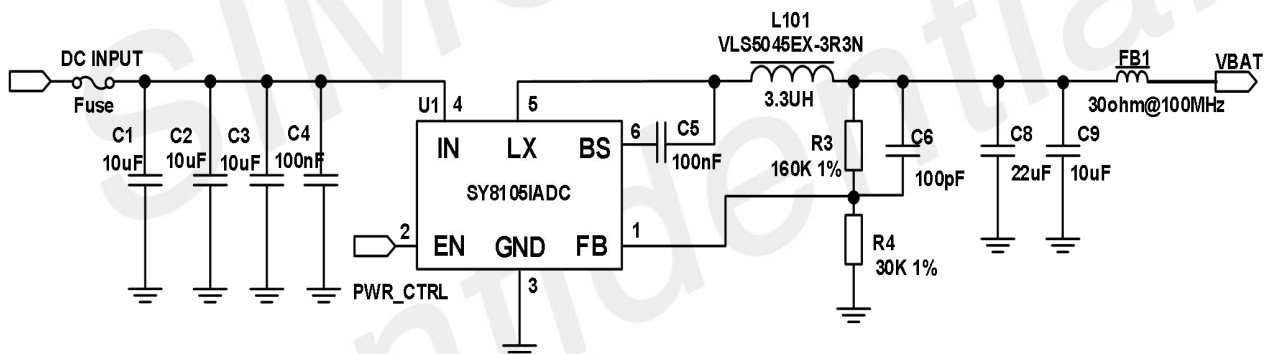 L101
VLS5045EX-3R3N
DC INPUT
FB1
VBAT
Fuse
3.3UH
30ohm@100MHz
U1
4
5
C1
10uF
C2
10uF
C3
10uF
C4
100nF
6
C5
100nF
R3
160K 1%
C6
100pF
C8
22uF
C9
10uF
IN
LX
BS
SY8105IADC
2
EN
GND
FB
1
R4
30K 1%
PWR_CTRL
3